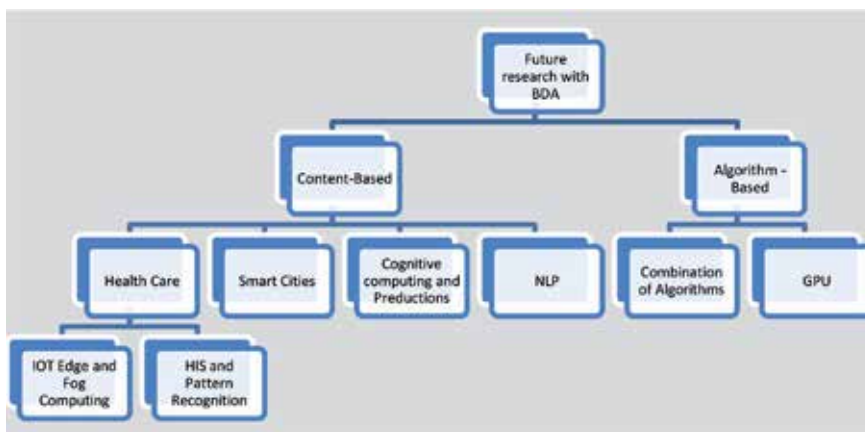 Future
research with
BDA
Content-Based
Algorithm -
Based
Health Care
Smart Cities
Cognitive
computing and
Preductions
NLP
Combination
of Algorithms
GPU
IOT Edge and
Fog
Computing
HIS and
Pattern
Recognition